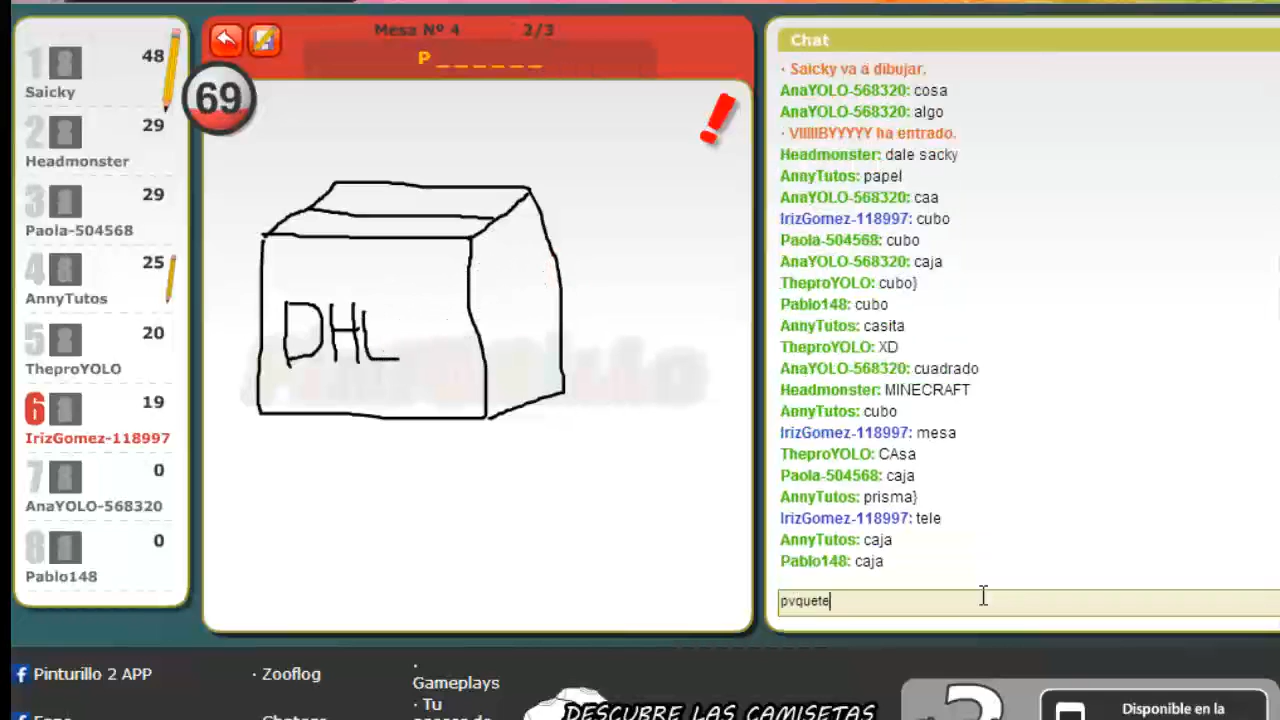 1
48
Saicky
2
29
Headmonster
3
29
Paola-504568
4
25
AnnyTutos
5
20
TheproYOLO
6
19
IrizGomez-118997
7
0
AnaYOLO-568320
8
0
Pablo148
Mesa Nº 4 2/3
P _ _ _ _ _ _
69
!
DHL
Chat
· Saicky va a dibujar.
AnaYOLO-568320: cosa
AnaYOLO-568320: algo
· VIIIIIBYYYYY ha entrado.
Headmonster: dale sacky
AnnyTutos: papel
AnaYOLO-568320: caa
IrizGomez-118997: cubo
Paola-504568: cubo
AnaYOLO-568320: caja
TheproYOLO: cubo}
Pablo148: cubo
AnnyTutos: casita
TheproYOLO: XD
AnaYOLO-568320: cuadrado
Headmonster: MINECRAFT
AnnyTutos: cubo
IrizGomez-118997: mesa
TheproYOLO: CAsa
Paola-504568: caja
AnnyTutos: prisma}
IrizGomez-118997: tele
AnnyTutos: caja
Pablo148: caja
pvquete
Pinturillo 2 APP
· Zooflog
· Gameplays
· Tu
DESCUBRE LAS CAMISETAS
2
Disponible en la